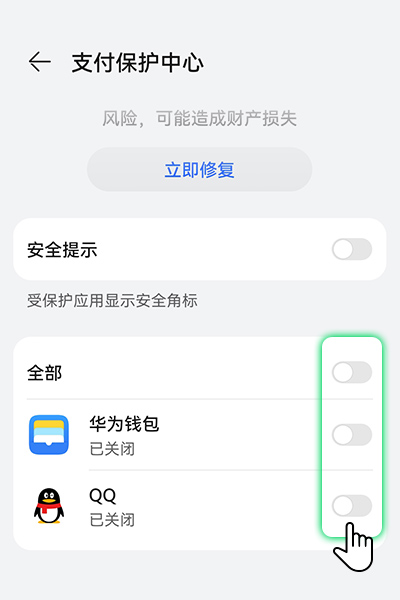 支付保护中心
风险，可能造成财产损失
立即修复
安全提示
受保护应用显示安全角标
全部
华为钱包
已关闭
QQ
已关闭